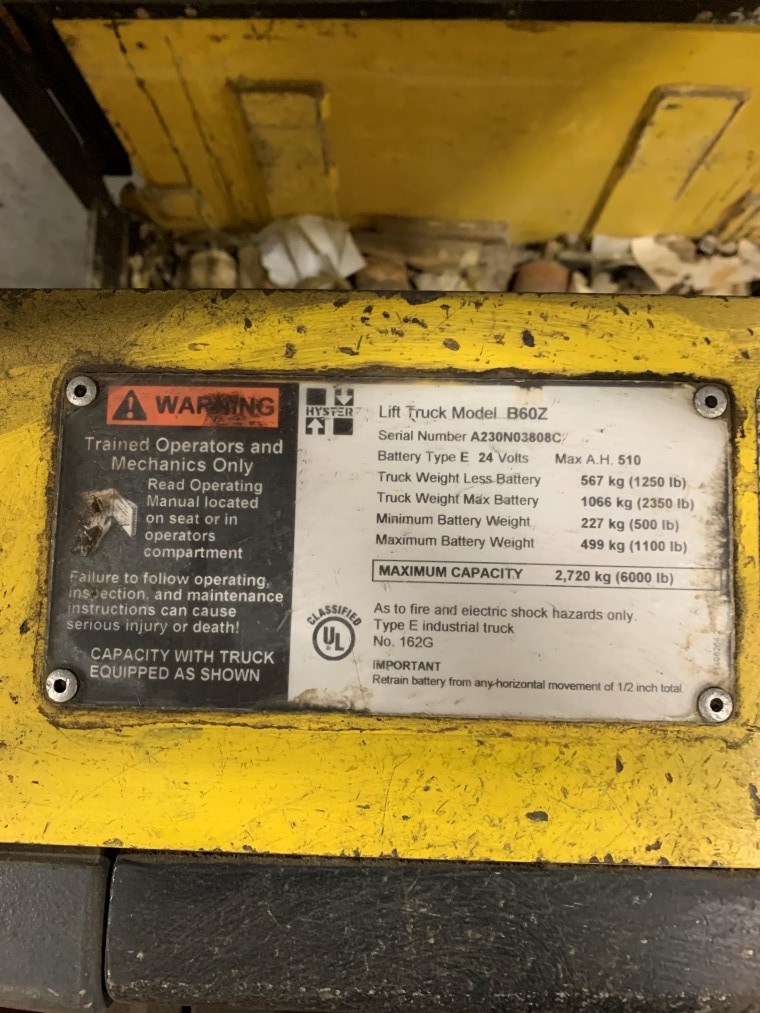 WARNING
Trained Operators and
Mechanics Only
Read Operating
Manual located
on seat or in
operators
compartment
Failure to follow operating,
inspection, and maintenance
instructions can cause
serious injury or death!
CAPACITY WITH TRUCK
EQUIPPED AS SHOWN
HYSTER
Lift Truck Model B60Z
Serial Number A230N03808C
Battery Type E 24 Volts Max A.H. 510
Truck Weight Less Battery 567 kg (1250 lb)
Truck Weight Max Battery 1066 kg (2350 lb)
Minimum Battery Weight 227 kg (500 lb)
Maximum Battery Weight 499 kg (1100 lb)
MAXIMUM CAPACITY 2,720 kg (6000 lb)
CLASSIFIED
UL
As to fire and electric shock hazards only.
Type E industrial truck
No. 162G
IMPORTANT
Retrain battery from any horizontal movement of 1/2 inch total.